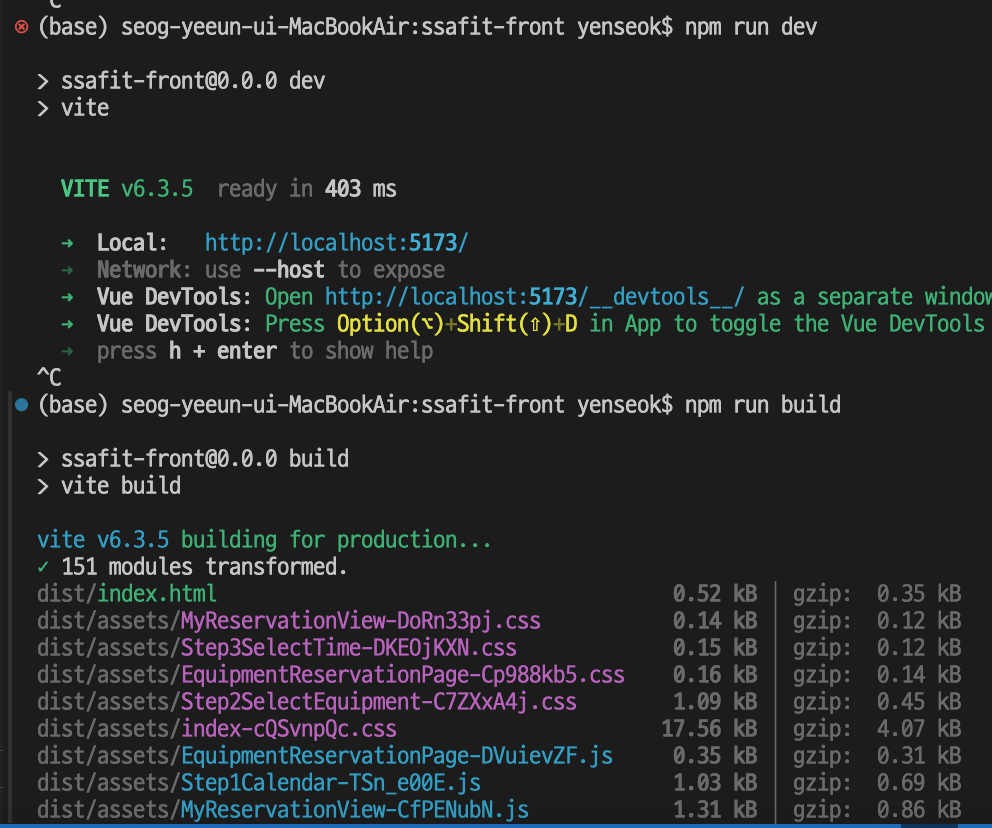 ^C
(base) seog-yeeun-ui-MacBookAir:ssafit-front yenseok$ npm run dev
> ssafit-front@0.0.0 dev
> vite
VITE v6.3.5 ready in 403 ms
➜ Local: http://localhost:5173/
➜ Network: use --host to expose
➜ Vue DevTools: Open http://localhost:5173/__devtools__/ as a separate window
➜ Vue DevTools: Press Option(⌥)+Shift(⇧)+D in App to toggle the Vue DevTools
➜ press h + enter to show help
^C
(base) seog-yeeun-ui-MacBookAir:ssafit-front yenseok$ npm run build
> ssafit-front@0.0.0 build
> vite build
vite v6.3.5 building for production...
✓ 151 modules transformed.
dist/index.html 0.52 kB │ gzip: 0.35 kB
dist/assets/MyReservationView-DoRn33pj.css 0.14 kB │ gzip: 0.12 kB
dist/assets/Step3SelectTime-DKEOjKXN.css 0.15 kB │ gzip: 0.12 kB
dist/assets/EquipmentReservationPage-Cp988kb5.css 0.16 kB │ gzip: 0.14 kB
dist/assets/Step2SelectEquipment-C7ZXxA4j.css 1.09 kB │ gzip: 0.45 kB
dist/assets/index-cQSvnpQc.css 17.56 kB │ gzip: 4.07 kB
dist/assets/EquipmentReservationPage-DVuievZF.js 0.35 kB │ gzip: 0.31 kB
dist/assets/Step1Calendar-TSn_e00E.js 1.03 kB │ gzip: 0.69 kB
dist/assets/MyReservationView-CfPENubN.js 1.31 kB │ gzip: 0.86 kB